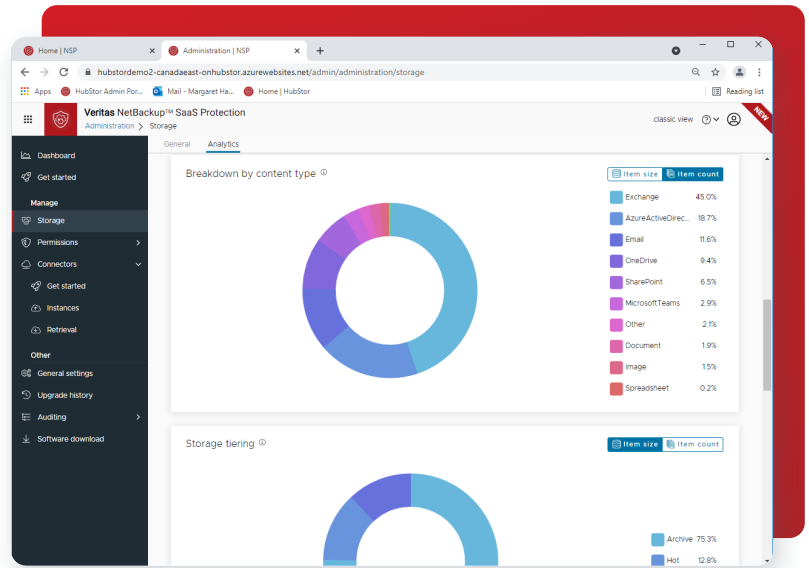 Home | NSP
Administration | NSP
hubstordemo2-canadaeast-onhubstor.azurewebsites.net/admin/administration/storage
Apps HubStor Admin Por... Mail - Margaret Ha... Home | HubStor Reading list
Veritas NetBackup™ SaaS Protection
Administration > Storage
classic view
NEW
General Analytics
Dashboard
Get started
Manage
Storage
Permissions
Connectors
Get started
Instances
Retrieval
Other
General settings
Upgrade history
Auditing
Software download
Breakdown by content type
Item size Item count
Exchange 45.0%
AzureActiveDirec... 18.7%
Email 11.6%
OneDrive 9.4%
SharePoint 6.5%
MicrosoftTeams 2.9%
Other 2.1%
Document 1.9%
Image 1.5%
Spreadsheet 0.2%
Storage tiering
Item size Item count
Archive 75.3%
Hot 12.8%